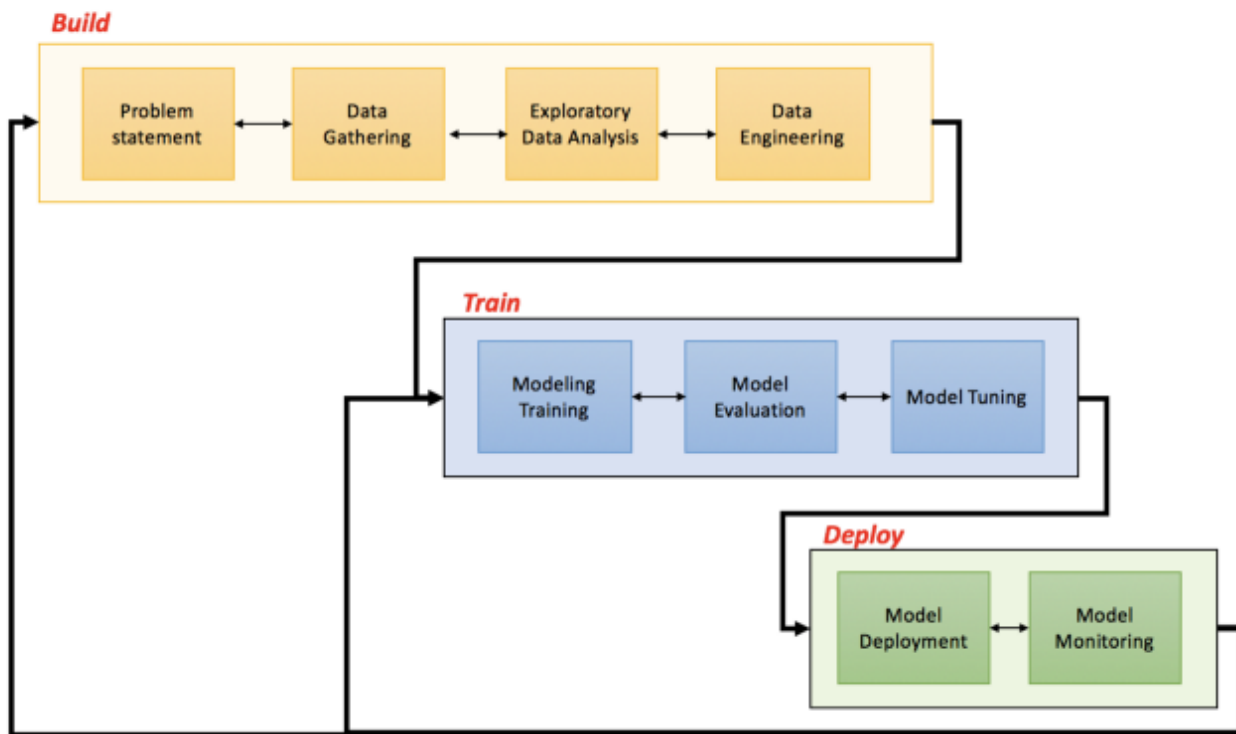 Build
Problem
statement
Data
Gathering
Exploratory
Data Analysis
Data
Engineering
Train
Modeling
Training
Model
Evaluation
Model Tuning
Deploy
Model
Deployment
Model
Monitoring